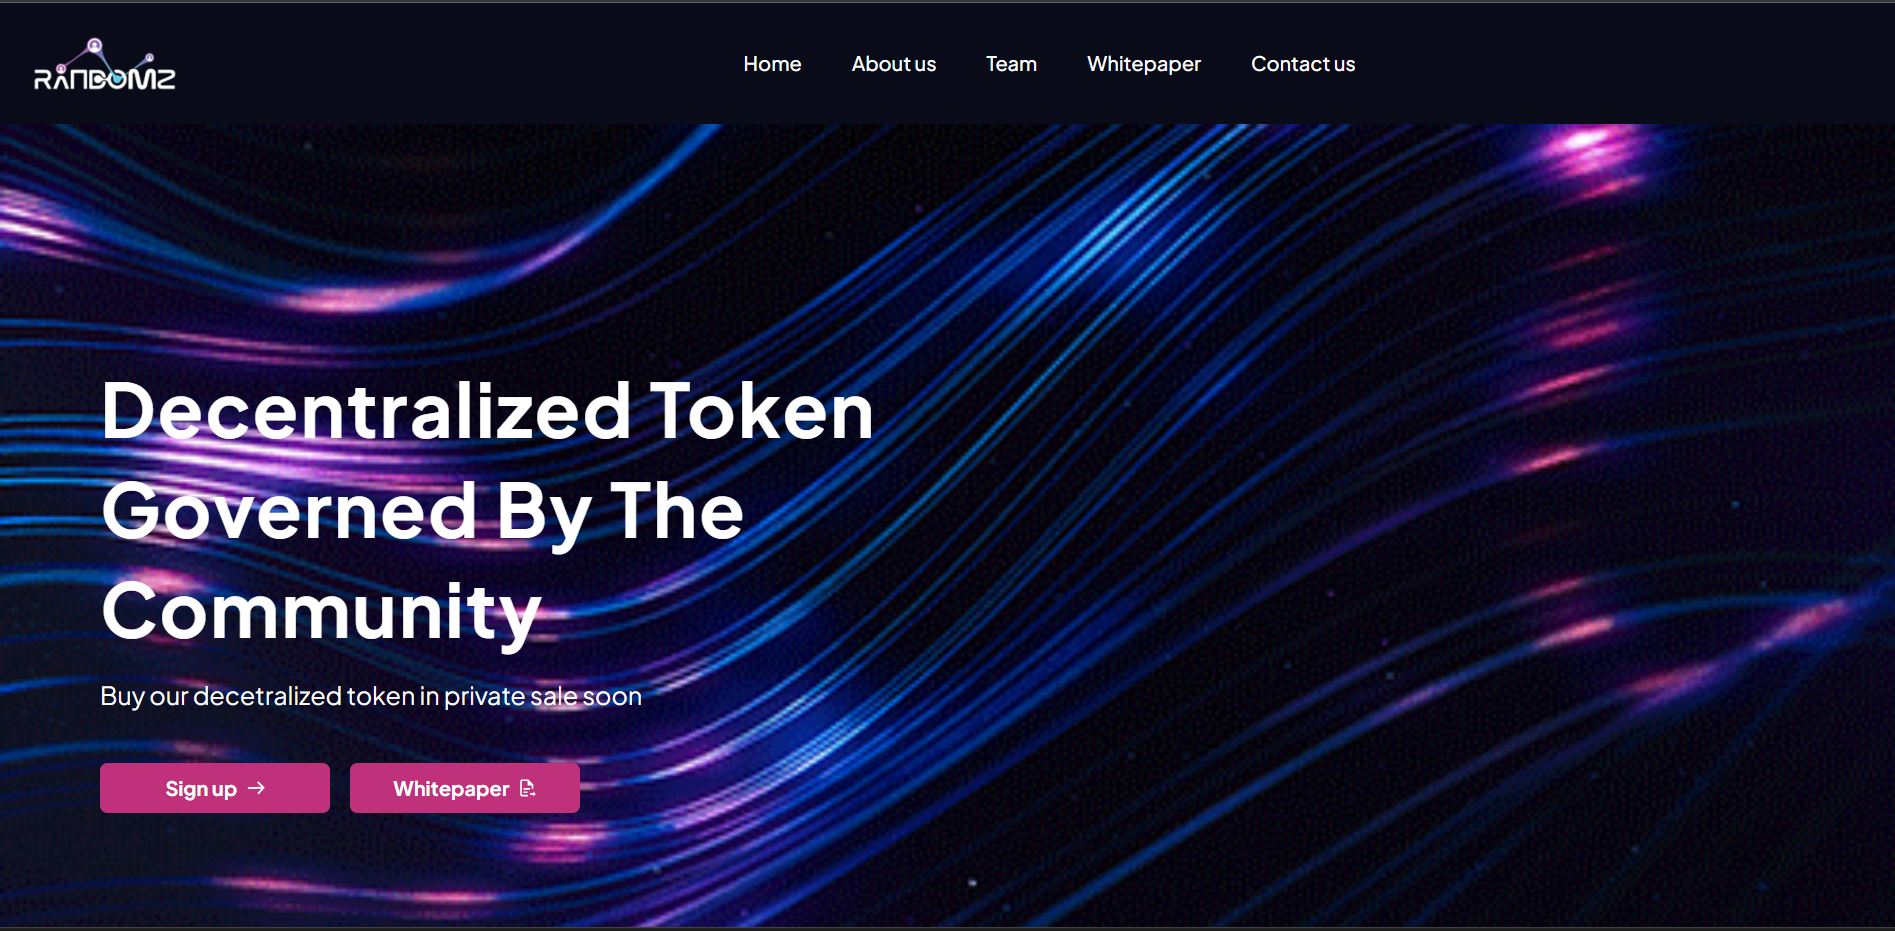 RANDOMZ
Home About us Team Whitepaper Contact us
Decentralized Token
Governed By The
Community
Buy our decetralized token in private sale soon
Sign up Whitepaper